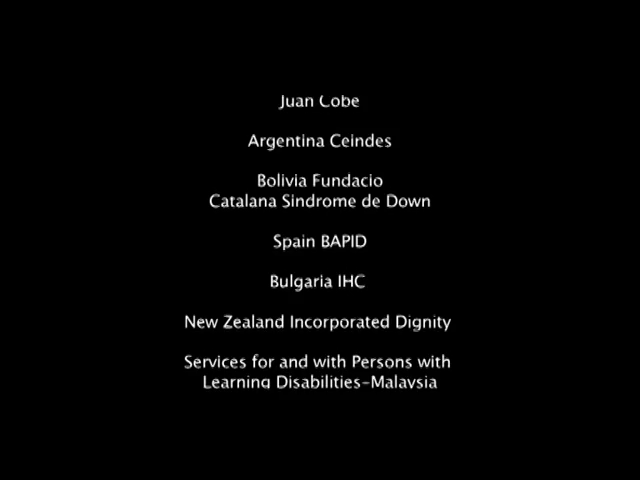 Juan Cobe
Argentina Ceindes
Bolivia Fundacio
Catalana Sindrome de Down
Spain BAPID
Bulgaria IHC
New Zealand Incorporated Dignity
Services for and with Persons with
Learning Disabilities-Malaysia